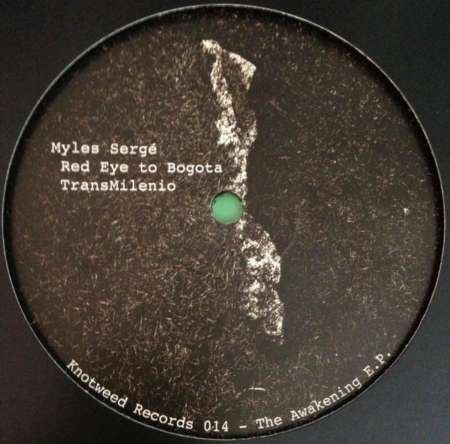 Myles Sergé
Red Eye to Bogota
TransMilenio
Knotweed Records 014 - The Awakening E.P.